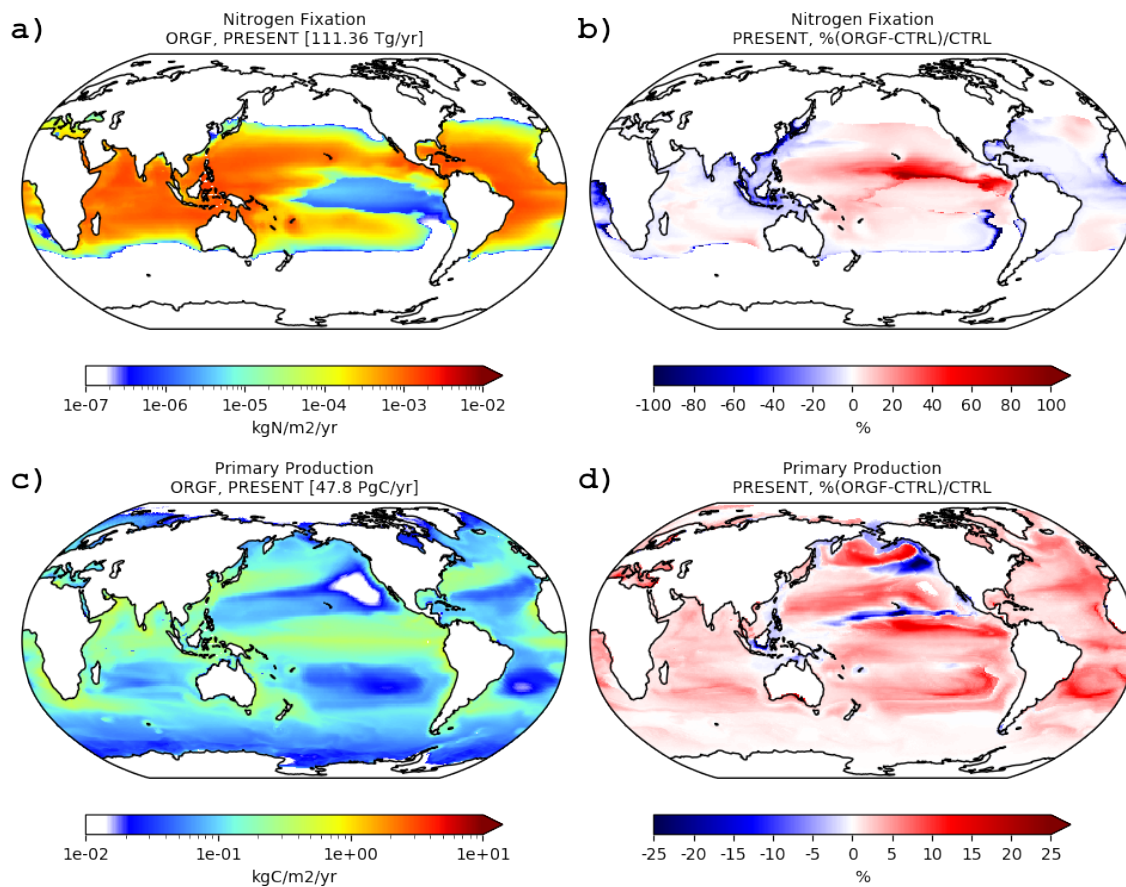 a)
Nitrogen Fixation
ORGF, PRESENT [111.36 Tg/yr]
1e-07 1e-06 1e-05 1e-04 1e-03 1e-02
kgN/m2/yr
b)
Nitrogen Fixation
PRESENT, %(ORGF-CTRL)/CTRL
-100 -80 -60 -40 -20 0 20 40 60 80 100
%
c)
Primary Production
ORGF, PRESENT [47.8 PgC/yr]
1e-02 1e-01 1e+00 1e+01
kgC/m2/yr
d)
Primary Production
PRESENT, %(ORGF-CTRL)/CTRL
-25 -20 -15 -10 -5 0 5 10 15 20 25
%